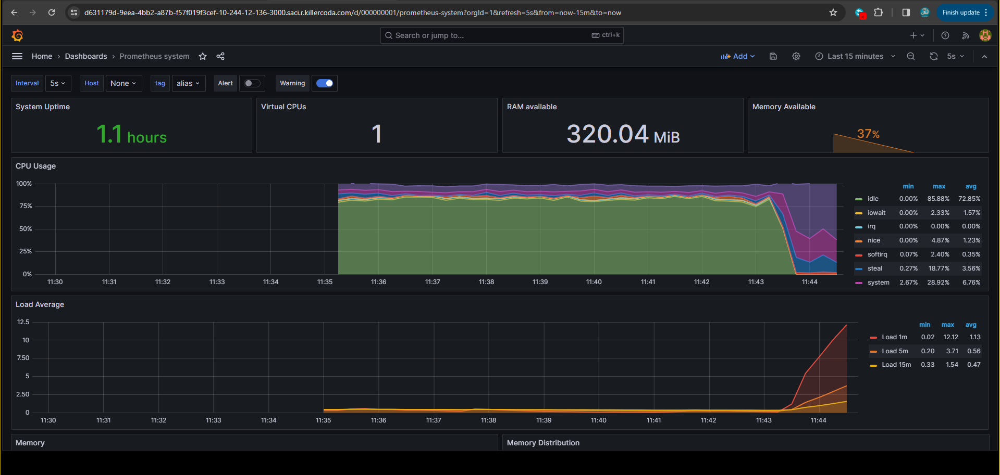 d631179d-9eea-4bb2-a87b-f57f019f3cef-10-244-12-136-3000.saci.r.killercoda.com/d/000000001/prometheus-system?orgId=1&refresh=5s&from=now-15m&to=now
Finish update
Search or jump to...
ctrl+k
Home › Dashboards › Prometheus system
Add
Last 15 minutes
5s
Interval 5s Host None tag alias Alert Warning
System Uptime
1.1 hours
Virtual CPUs
1
RAM available
320.04 MiB
Memory Available
37%
CPU Usage
100%
75%
50%
25%
0%
11:30 11:31 11:32 11:33 11:34 11:35 11:36 11:37 11:38 11:39 11:40 11:41 11:42 11:43 11:44
min max avg
idle 0.00% 85.88% 72.85%
iowait 0.00% 2.33% 1.57%
irq 0.00% 0.00% 0.00%
nice 0.00% 4.87% 1.23%
softirq 0.07% 2.40% 0.35%
steal 0.27% 18.77% 3.56%
system 2.67% 28.92% 6.76%
Load Average
12.5
10
7.50
5
2.50
0
11:30 11:31 11:32 11:33 11:34 11:35 11:36 11:37 11:38 11:39 11:40 11:41 11:42 11:43 11:44
min max avg
Load 1m 0.02 12.12 1.13
Load 5m 0.20 3.71 0.56
Load 15m 0.33 1.54 0.47
Memory
Memory Distribution